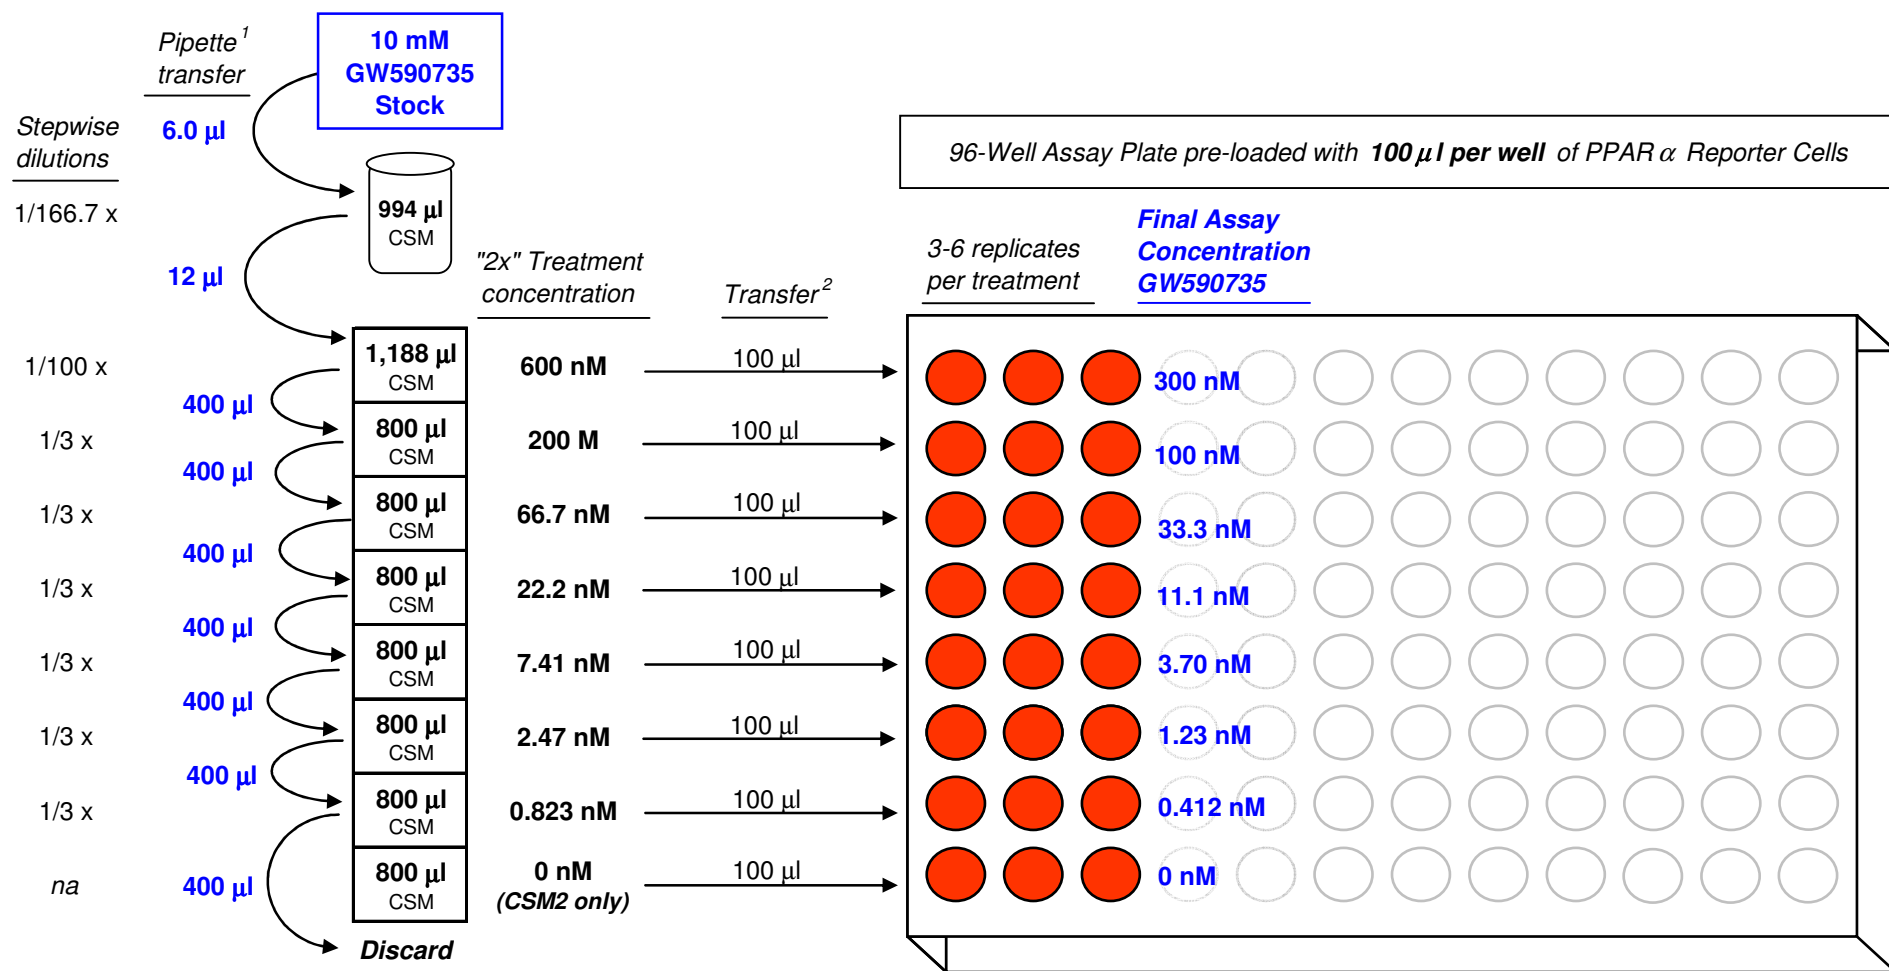 Pipette 1
transfer
10 mM
GW590735
Stock
6.0 µl
Stepwise
dilutions
1/166.7 x
994 µl
CSM
12 µl
96-Well Assay Plate pre-loaded with 100 µl per well of PPAR α Reporter Cells
"2x" Treatment
concentration
Transfer 2
3-6 replicates
per treatment
Final Assay
Concentration
GW590735
1/100 x
1,188 µl
CSM
600 nM
100 µl
300 nM
400 µl
1/3 x
800 µl
CSM
200 M
100 µl
100 nM
400 µl
1/3 x
800 µl
CSM
66.7 nM
100 µl
33.3 nM
400 µl
1/3 x
800 µl
CSM
22.2 nM
100 µl
11.1 nM
400 µl
1/3 x
800 µl
CSM
7.41 nM
100 µl
3.70 nM
400 µl
1/3 x
800 µl
CSM
2.47 nM
100 µl
1.23 nM
400 µl
1/3 x
800 µl
CSM
0.823 nM
100 µl
0.412 nM
na
400 µl
800 µl
CSM
0 nM
(CSM2 only)
100 µl
0 nM
Discard